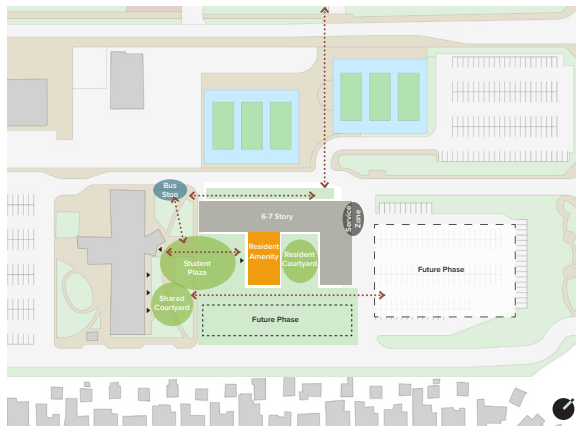 Bus
Stop
6-7 Story
Service
Zone
Resident
Amenity
Resident
Courtyard
Student
Plaza
Future Phase
Shared
Courtyard
Future Phase